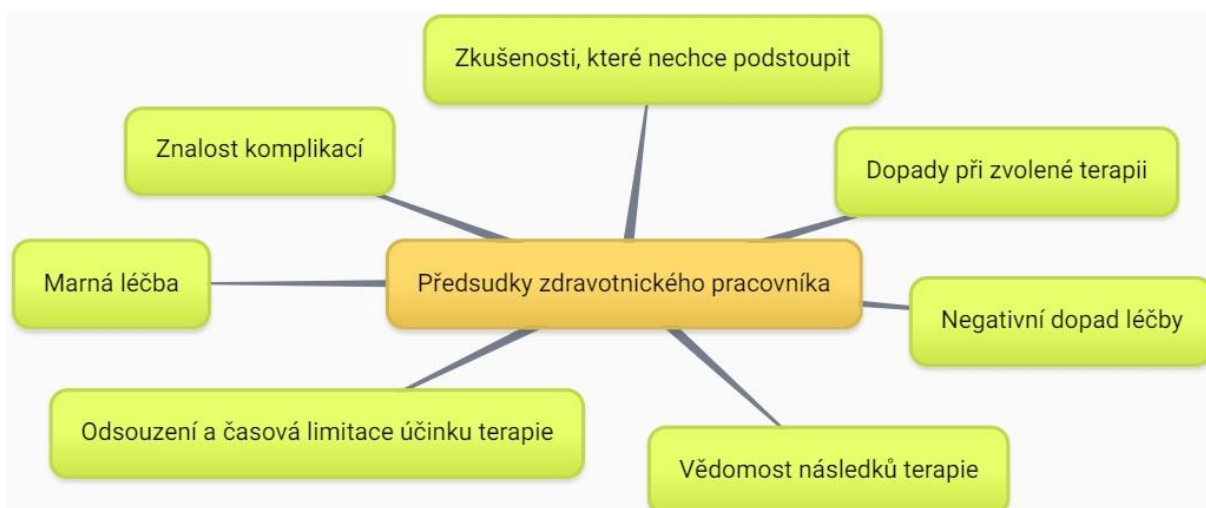 Zkušenosti, které nechce podstoupit
Znalost komplikací
Dopady při zvolené terapii
Marná léčba
Předsudky zdravotnického pracovníka
Negativní dopad léčby
Odsouzení a časová limitace účinku terapie
Vědomost následků terapie